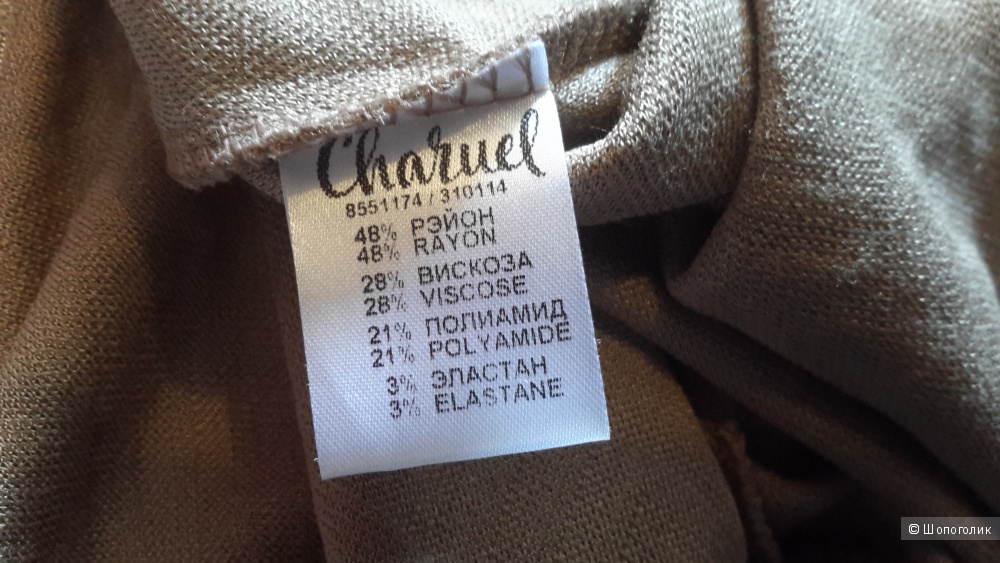 Charuel
8551174 / 310114
48% РЭЙОН
48% RAYON
28% ВИСКОЗА
28% VISCOSE
21% ПОЛИАМИД
21% POLYAMIDE
3% ЭЛАСТАН
3% ELASTANE
© Шопоголик